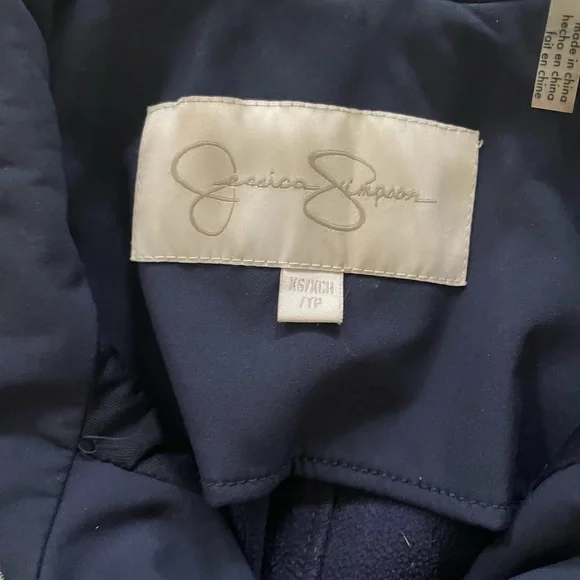 Jessica Simpson
XS/XCH
/TP
made in china
hecho en china
fait en chine